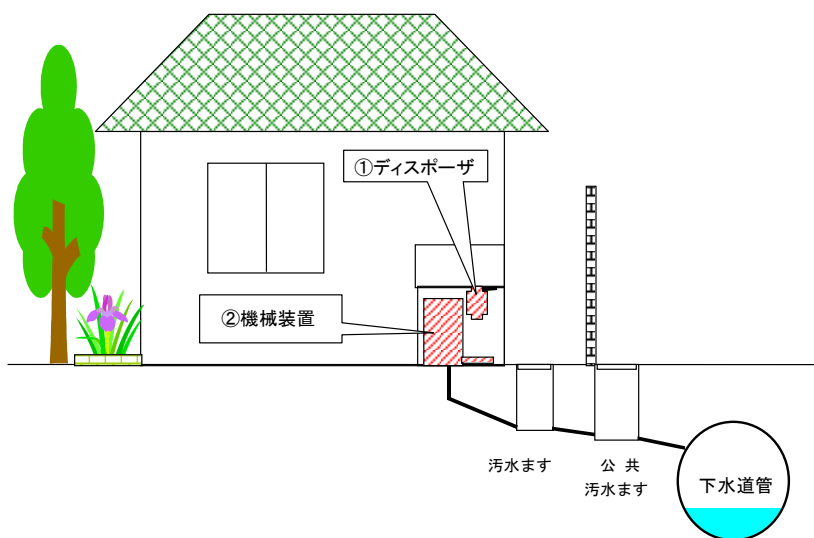 ①ディスポーザ
②機械装置
汚水ます
公 共
汚水ます
下水道管